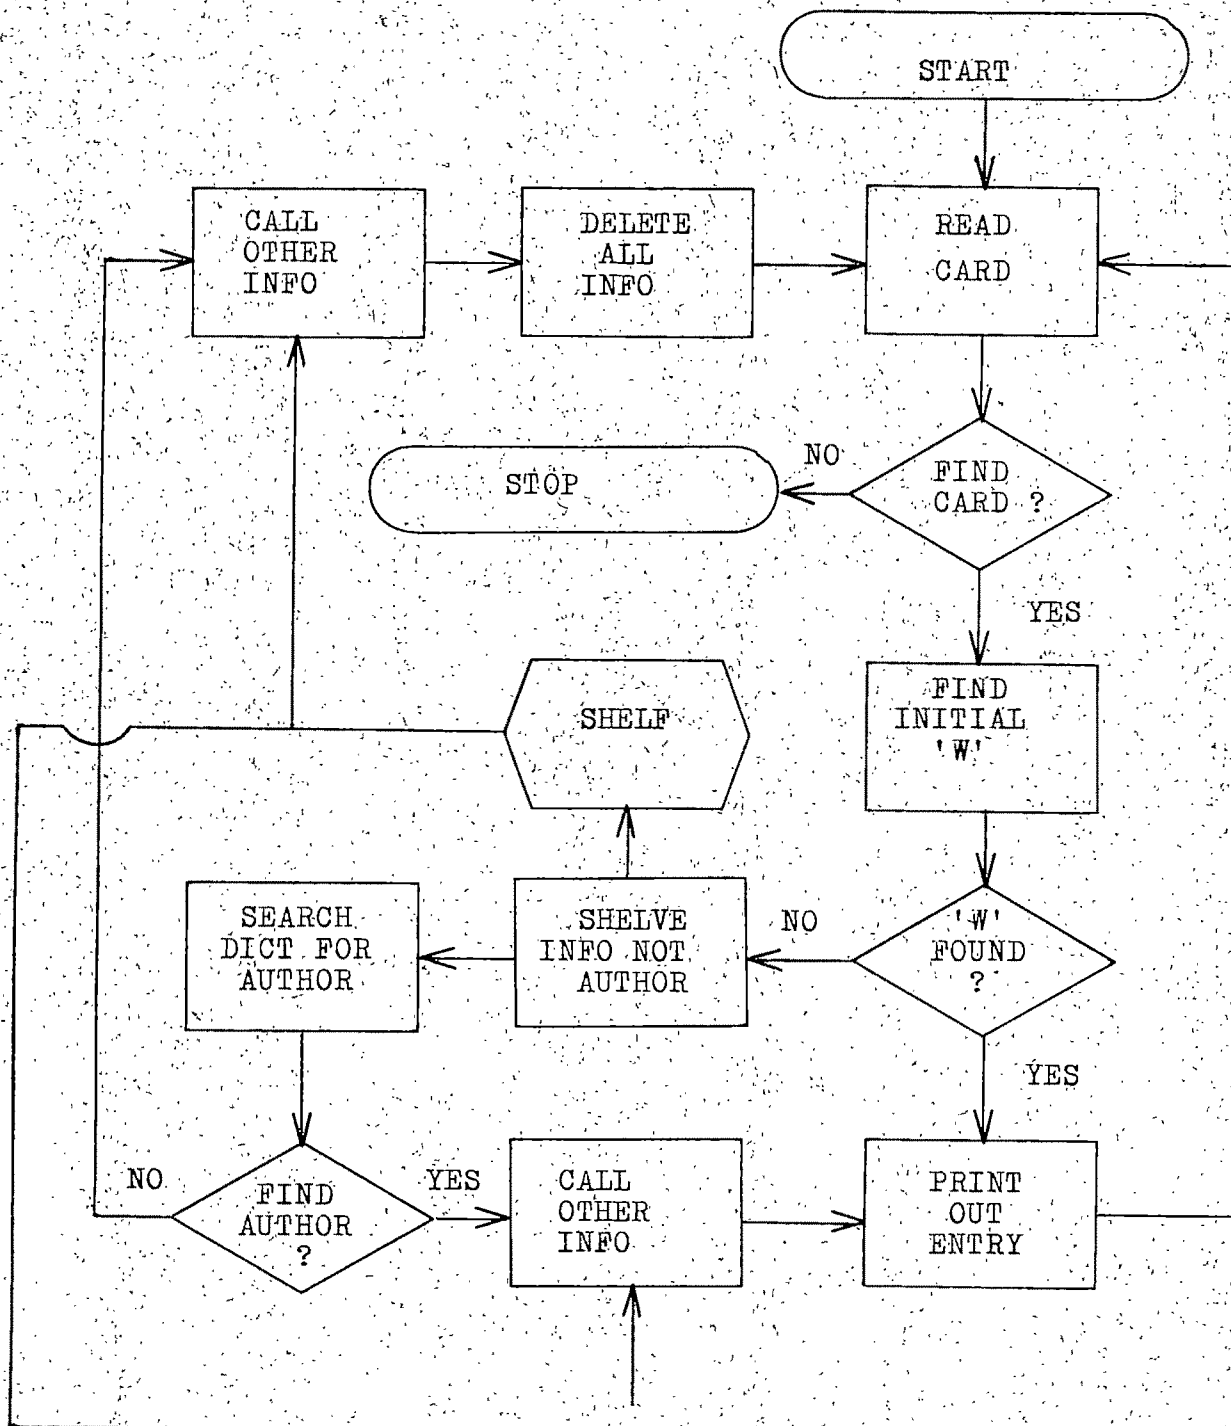 START
CALL
OTHER
INFO
DELETE
ALL
INFO
READ
CARD
STOP
NO
FIND
CARD ?
YES
SHELF
FIND
INITIAL
'W'
SEARCH
DICT FOR
AUTHOR
SHELVE
INFO NOT
AUTHOR
NO
'W'
FOUND
?
YES
NO
FIND
AUTHOR
?
YES
CALL
OTHER
INFO
PRINT
OUT
ENTRY